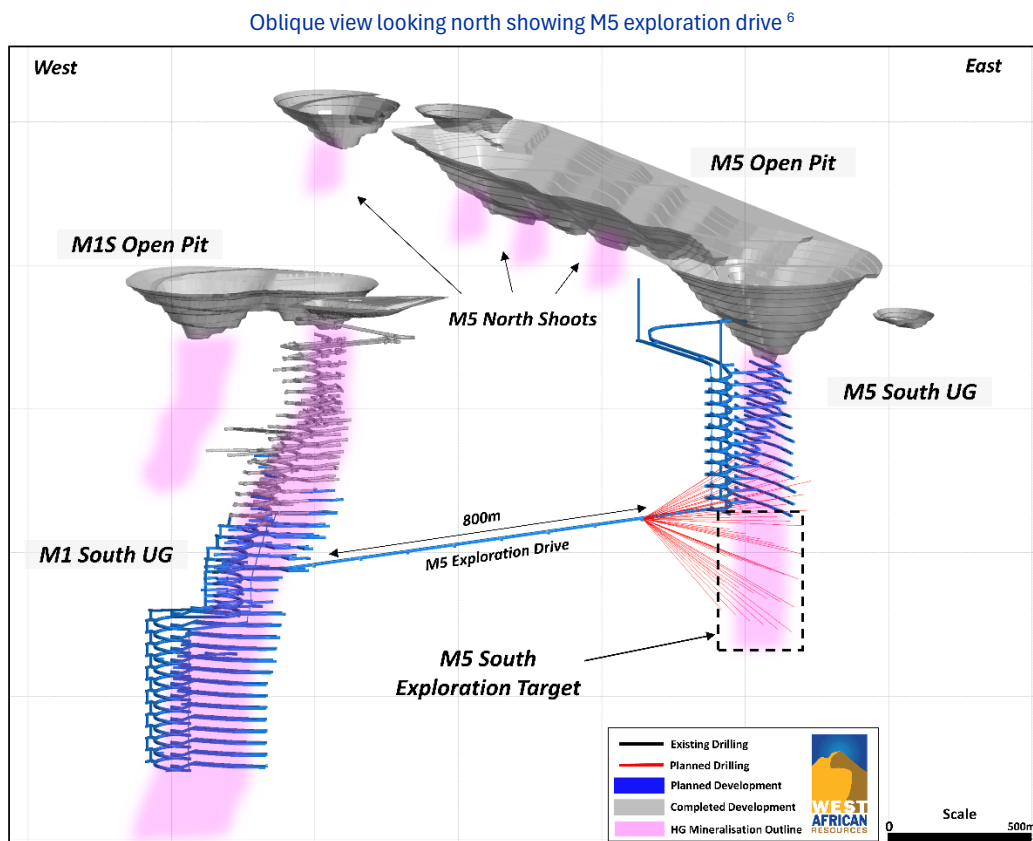 Oblique view looking north showing M5 exploration drive 6
West
East
M5 Open Pit
M1S Open Pit
M5 North Shoots
M5 South UG
800m
M5 Exploration Drive
M1 South UG
M5 South
Exploration Target
Existing Drilling
Planned Drilling
Planned Development
Completed Development
HG Mineralisation Outline
WEST
AFRICAN
RESOURCES
Scale
0
500m